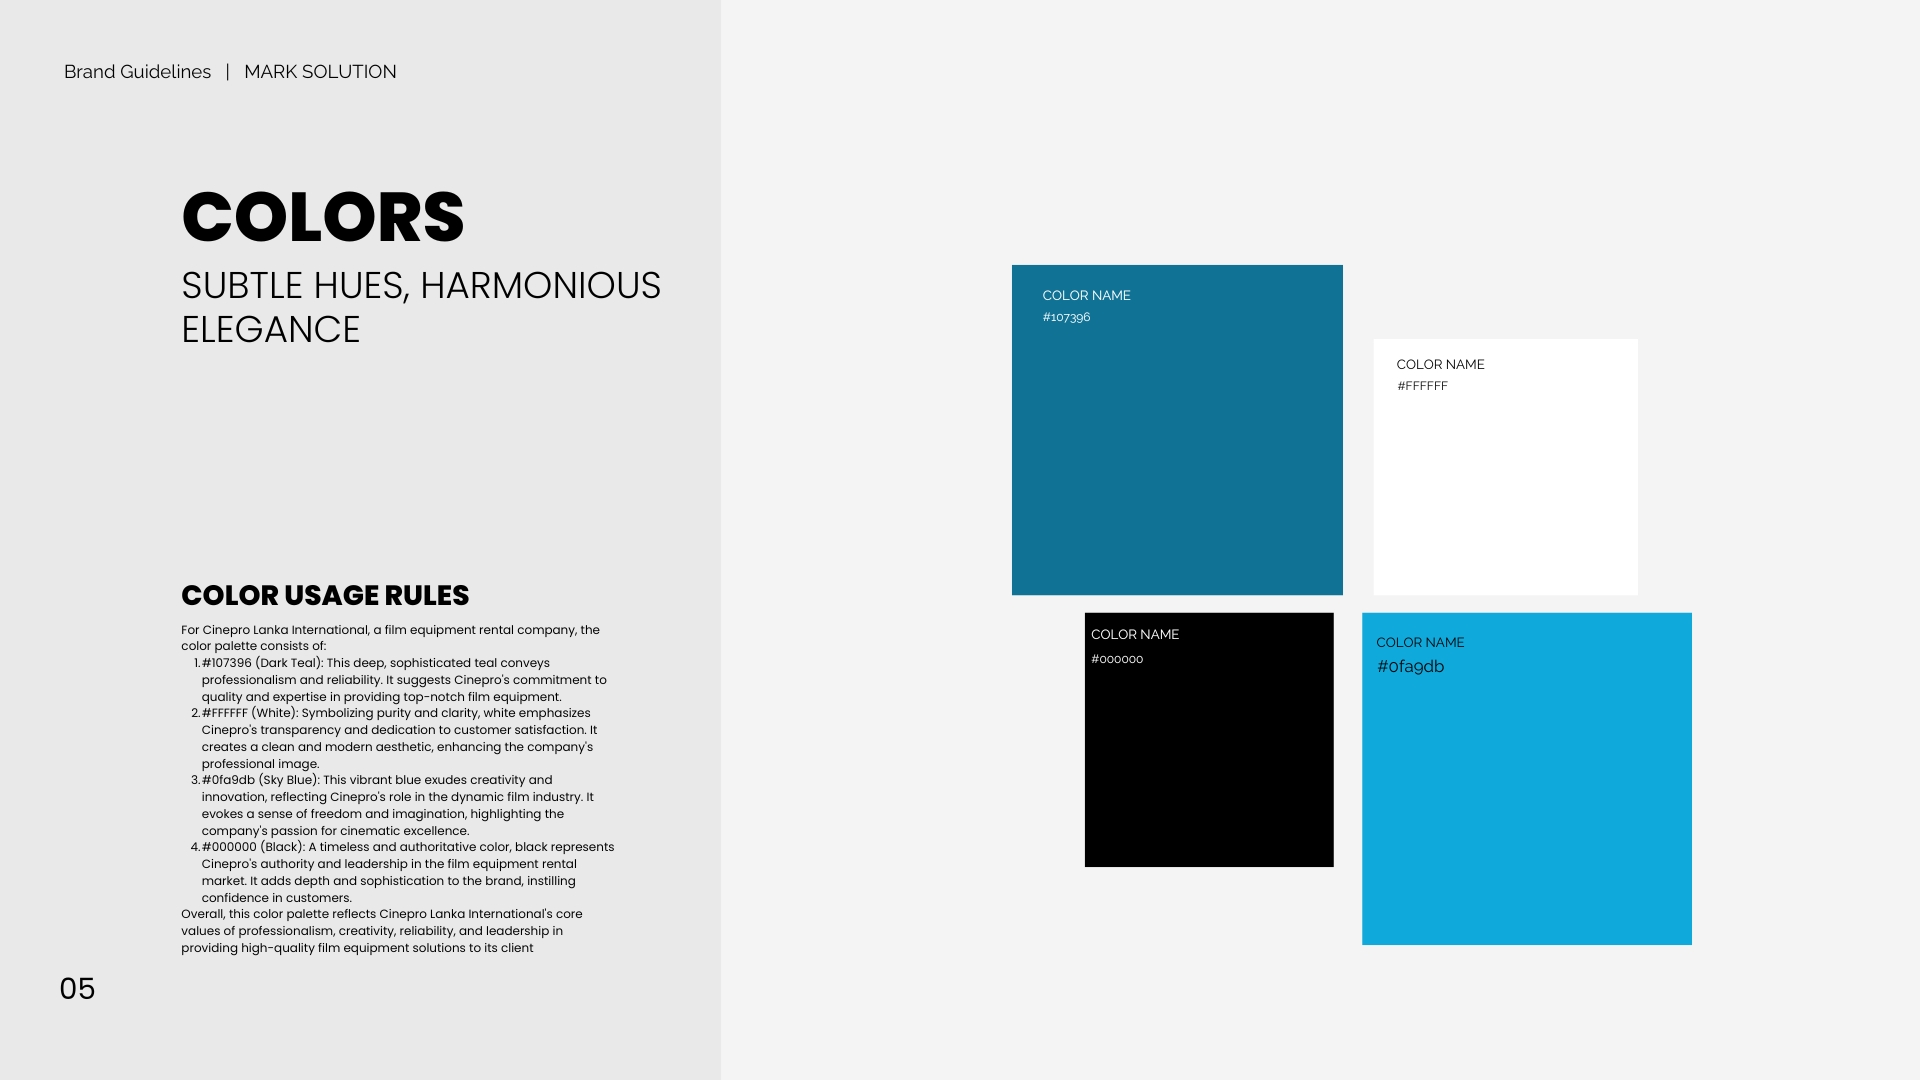 Brand Guidelines | MARK SOLUTION
COLORS
SUBTLE HUES, HARMONIOUS
ELEGANCE
COLOR USAGE RULES
For Cinepro Lanka International, a film equipment rental company, the
color palette consists of:
1. #107396 (Dark Teal): This deep, sophisticated teal conveys
professionalism and reliability. It suggests Cinepro's commitment to
quality and expertise in providing top-notch film equipment.
2. #FFFFFF (White): Symbolizing purity and clarity, white emphasizes
Cinepro's transparency and dedication to customer satisfaction. It
creates a clean and modern aesthetic, enhancing the company's
professional image.
3. #0fa9db (Sky Blue): This vibrant blue exudes creativity and
innovation, reflecting Cinepro's role in the dynamic film industry. It
evokes a sense of freedom and imagination, highlighting the
company's passion for cinematic excellence.
4. #000000 (Black): A timeless and authoritative color, black represents
Cinepro's authority and leadership in the film equipment rental
market. It adds depth and sophistication to the brand, instilling
confidence in customers.
Overall, this color palette reflects Cinepro Lanka International's core
values of professionalism, creativity, reliability, and leadership in
providing high-quality film equipment solutions to its client
05
COLOR NAME
#107396
COLOR NAME
#FFFFFF
COLOR NAME
#000000
COLOR NAME
#0fa9db